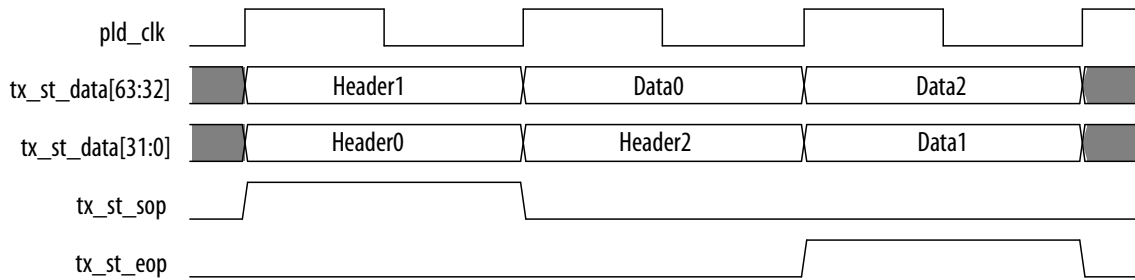 pld_clk
tx_st_data[63:32] Header1 Data0 Data2
tx_st_data[31:0] Header0 Header2 Data1
tx_st_sop
tx_st_eop